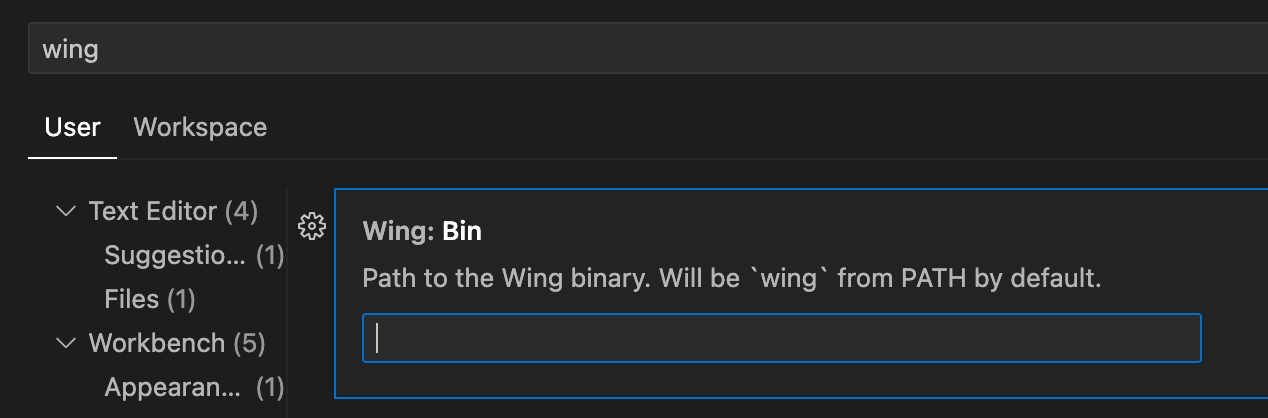 wing
User Workspace
Text Editor (4)
Suggestio... (1)
Files (1)
Workbench (5)
Appearan... (1)
Wing: Bin
Path to the Wing binary. Will be `wing` from PATH by default.